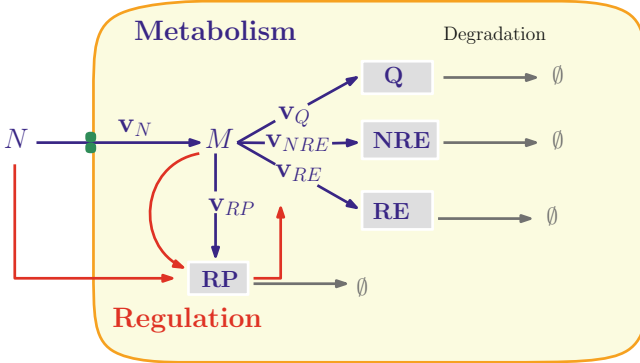 Metabolism
Degradation
Q
∅
v_Q
v_N
N
M
v_NRE
NRE
∅
v_RE
v_RP
RE
∅
RP
∅
Regulation